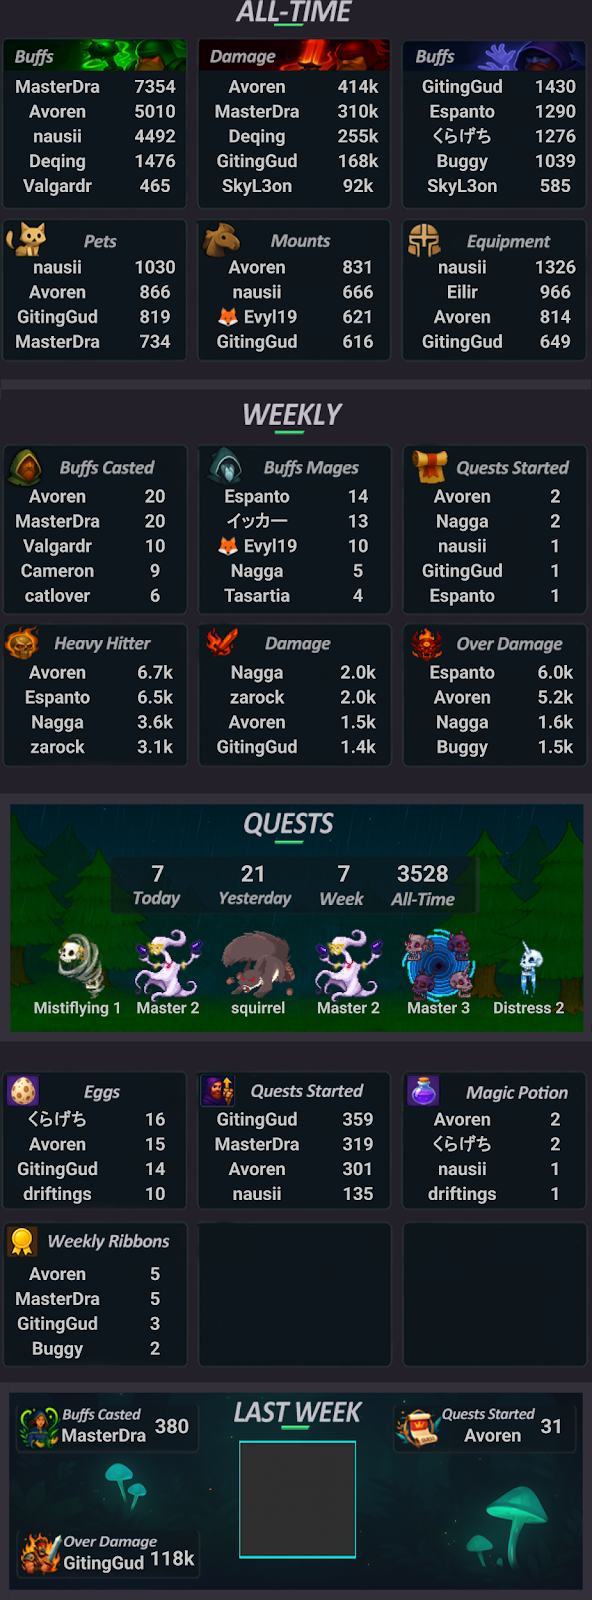 ALL-TIME
Buffs
MasterDra 7354
Avoren 5010
nausii 4492
Deqing 1476
Valgardr 465
Damage
Avoren 414k
MasterDra 310k
Deqing 255k
GitingGud 168k
SkyL3on 92k
Buffs
GitingGud 1430
Espanto 1290
くらげち 1276
Buggy 1039
SkyL3on 585
Pets
nausii 1030
Avoren 866
GitingGud 819
MasterDra 734
Mounts
Avoren 831
nausii 666
🦊 Evyl19 621
GitingGud 616
Equipment
nausii 1326
Eilir 966
Avoren 814
GitingGud 649
WEEKLY
Buffs Casted
Avoren 20
MasterDra 20
Valgardr 10
Cameron 9
catlover 6
Buffs Mages
Espanto 14
イッカー 13
🦊 Evyl19 10
Nagga 5
Tasartia 4
Quests Started
Avoren 2
Nagga 2
nausii 1
GitingGud 1
Espanto 1
Heavy Hitter
Avoren 6.7k
Espanto 6.5k
Nagga 3.6k
zarock 3.1k
Damage
Nagga 2.0k
zarock 2.0k
Avoren 1.5k
GitingGud 1.4k
Over Damage
Espanto 6.0k
Avoren 5.2k
Nagga 1.6k
Buggy 1.5k
QUESTS
7 21 7 3528
Today Yesterday Week All-Time
Mistiflying 1 Master 2 squirrel Master 2 Master 3 Distress 2
Eggs
くらげち 16
Avoren 15
GitingGud 14
driftings 10
Quests Started
GitingGud 359
MasterDra 319
Avoren 301
nausii 135
Magic Potion
Avoren 2
くらげち 2
nausii 1
driftings 1
Weekly Ribbons
Avoren 5
MasterDra 5
GitingGud 3
Buggy 2
LAST WEEK
Buffs Casted
MasterDra 380
Quests Started
Avoren 31
Over Damage
GitingGud 118k